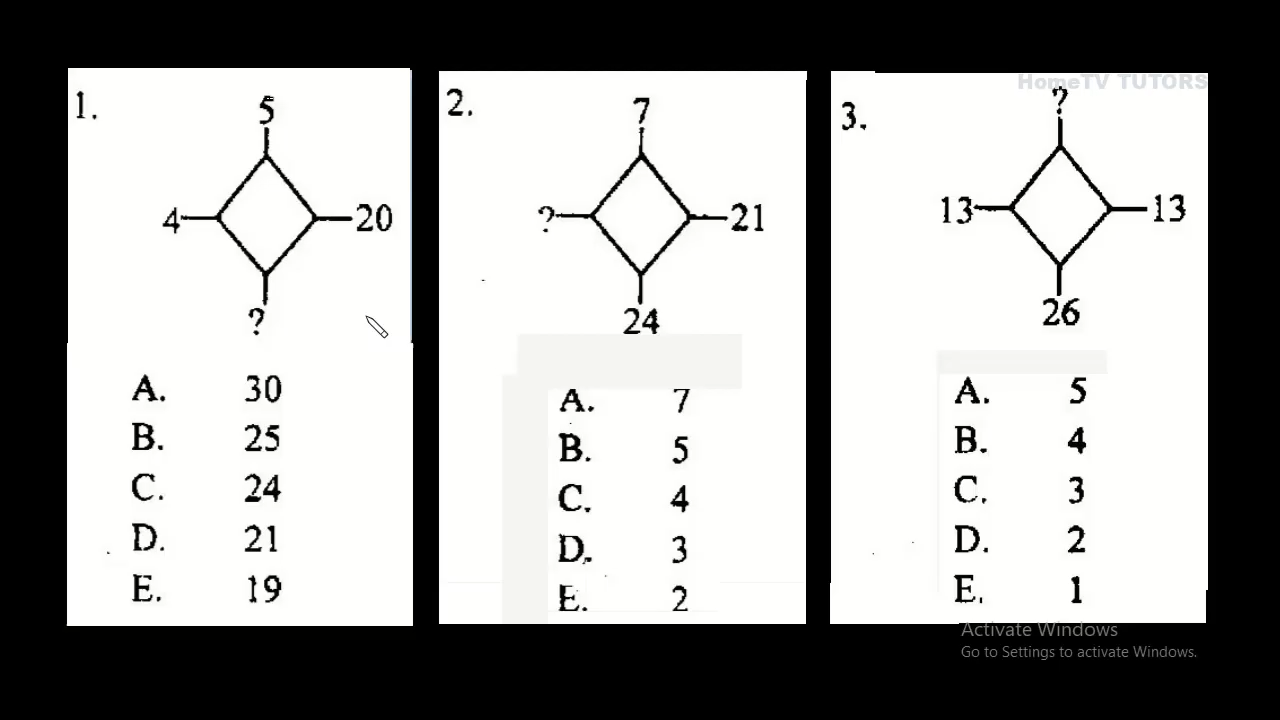 HomeTV TUTORS
1.
5
4
20
?
A. 30
B. 25
C. 24
D. 21
E. 19
2.
7
?
21
24
A. 7
B. 5
C. 4
D. 3
E. 2
3.
?
13
13
26
A. 5
B. 4
C. 3
D. 2
E. 1
Activate Windows
Go to Settings to activate Windows.